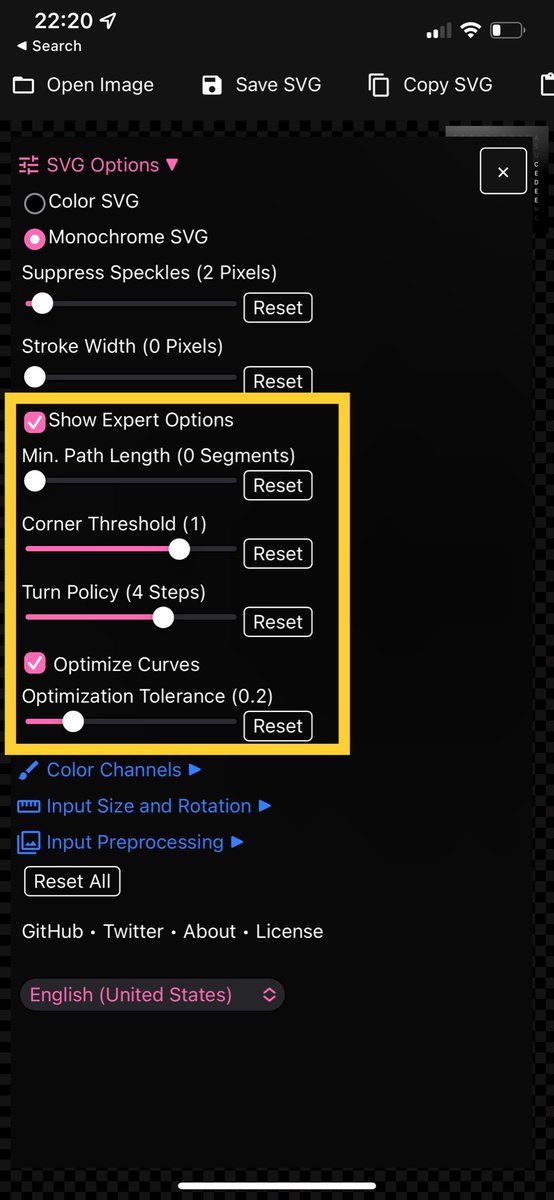 22:20
◀ Search
Open Image Save SVG Copy SVG
SVG Options ▼
×
Color SVG
Monochrome SVG
Suppress Speckles (2 Pixels)
Reset
Stroke Width (0 Pixels)
Reset
Show Expert Options
Min. Path Length (0 Segments)
Reset
Corner Threshold (1)
Reset
Turn Policy (4 Steps)
Reset
Optimize Curves
Optimization Tolerance (0.2)
Reset
Color Channels ▶
Input Size and Rotation ▶
Input Preprocessing ▶
Reset All
GitHub • Twitter • About • License
English (United States)